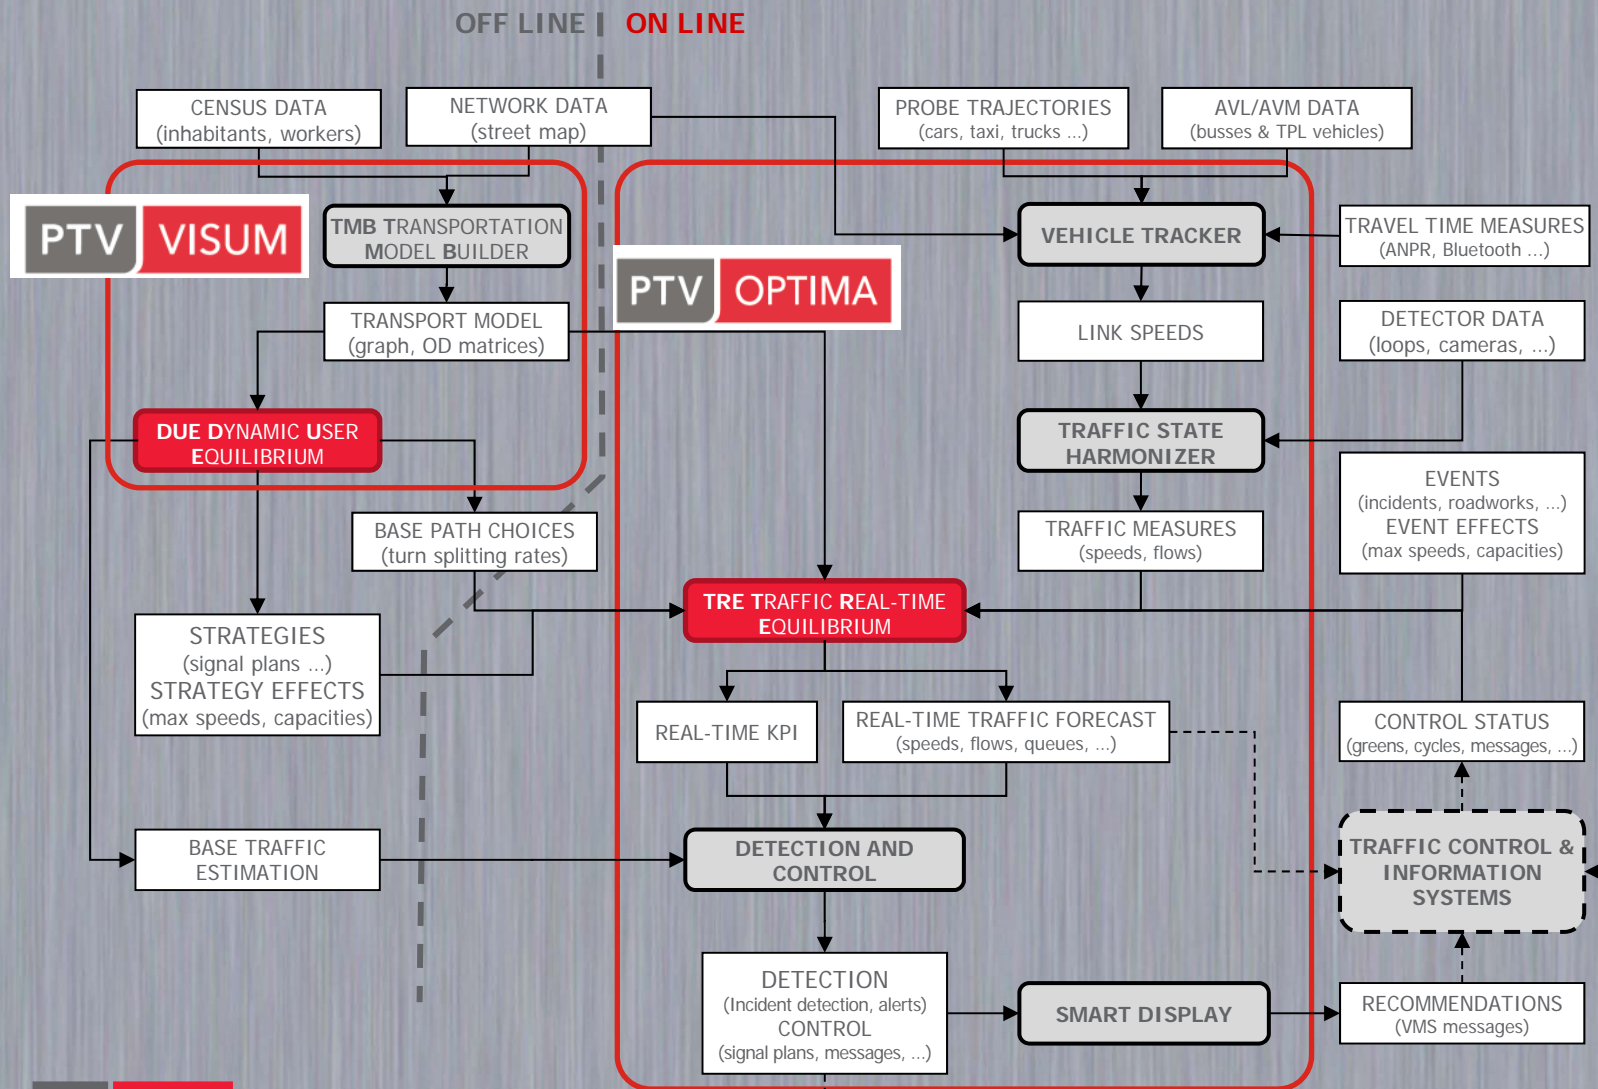 OFF LINE
ON LINE
CENSUS DATA
(inhabitants, workers)
NETWORK DATA
(street map)
PROBE TRAJECTORIES
(cars, taxi, trucks ...)
AVL/AVM DATA
(busses & TPL vehicles)
PTV VISUM
TMB TRANSPORTATION
MODEL BUILDER
VEHICLE TRACKER
TRAVEL TIME MEASURES
(ANPR, Bluetooth ...)
PTV OPTIMA
TRANSPORT MODEL
(graph, OD matrices)
LINK SPEEDS
DETECTOR DATA
(loops, cameras, ...)
DUE DYNAMIC USER
EQUILIBRIUM
TRAFFIC STATE
HARMONIZER
EVENTS
(incidents, roadworks, ...)
EVENT EFFECTS
(max speeds, capacities)
BASE PATH CHOICES
(turn splitting rates)
TRAFFIC MEASURES
(speeds, flows)
TRE TRAFFIC REAL-TIME
EQUILIBRIUM
STRATEGIES
(signal plans ...)
STRATEGY EFFECTS
(max speeds, capacities)
REAL-TIME KPI
REAL-TIME TRAFFIC FORECAST
(speeds, flows, queues, ...)
CONTROL STATUS
(greens, cycles, messages, ...)
BASE TRAFFIC
ESTIMATION
DETECTION AND
CONTROL
TRAFFIC CONTROL &
INFORMATION
SYSTEMS
DETECTION
(Incident detection, alerts)
CONTROL
(signal plans, messages, ...)
SMART DISPLAY
RECOMMENDATIONS
(VMS messages)